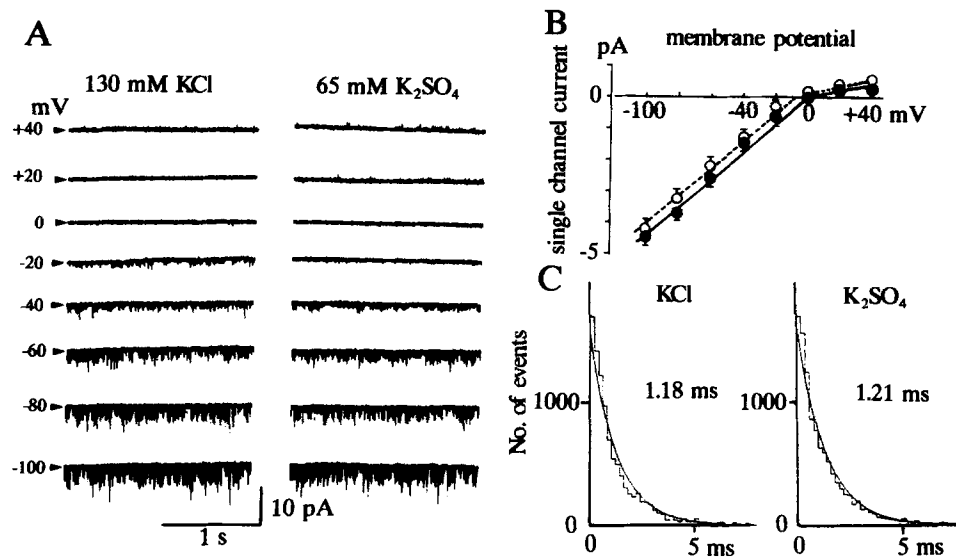 A
130 mM KCl
65 mM K₂SO₄
mV
+40
+20
0
-20
-40
-60
-80
-100
10 pA
1 s
B
membrane potential
pA
single channel current
0
-5
-100
-40
0
+40 mV
C
KCl
K₂SO₄
No. of events
1000
0
1.18 ms
0
5 ms
1000
0
1.21 ms
0
5 ms